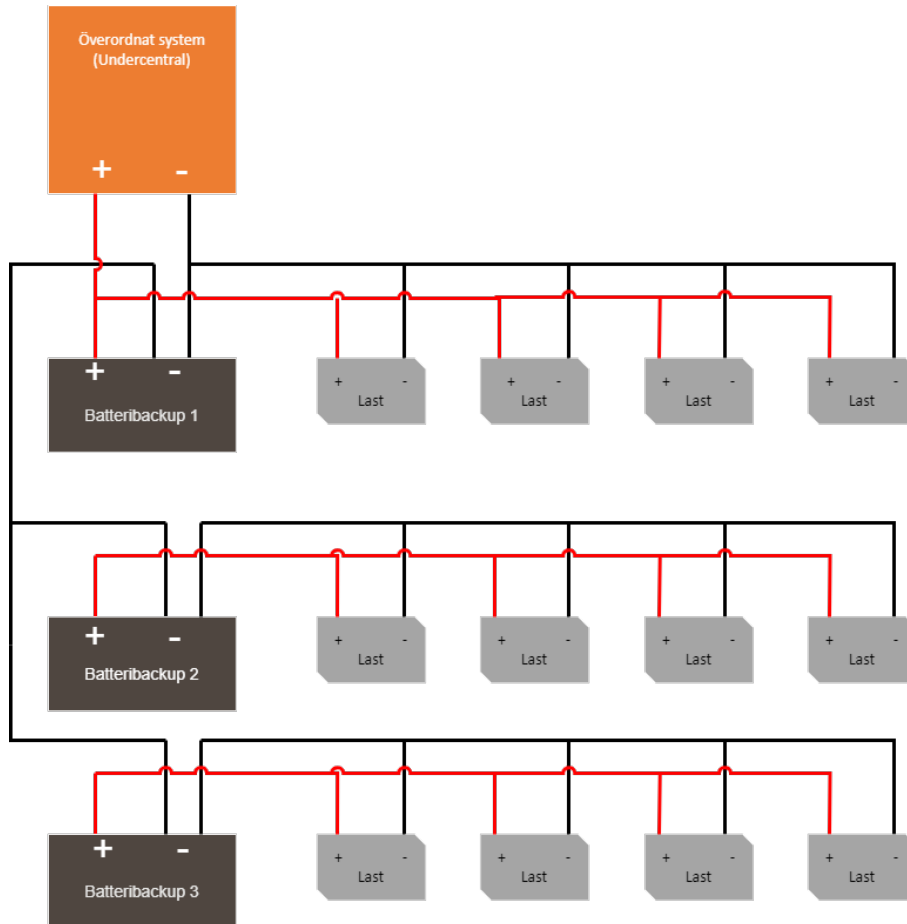 Överordnat system
(Undercentral)
+ -
+ -
Batteribackup 1
+ -
Last
+ -
Last
+ -
Last
+ -
Last
+ -
Batteribackup 2
+ -
Last
+ -
Last
+ -
Last
+ -
Last
+ -
Batteribackup 3
+ -
Last
+ -
Last
+ -
Last
+ -
Last